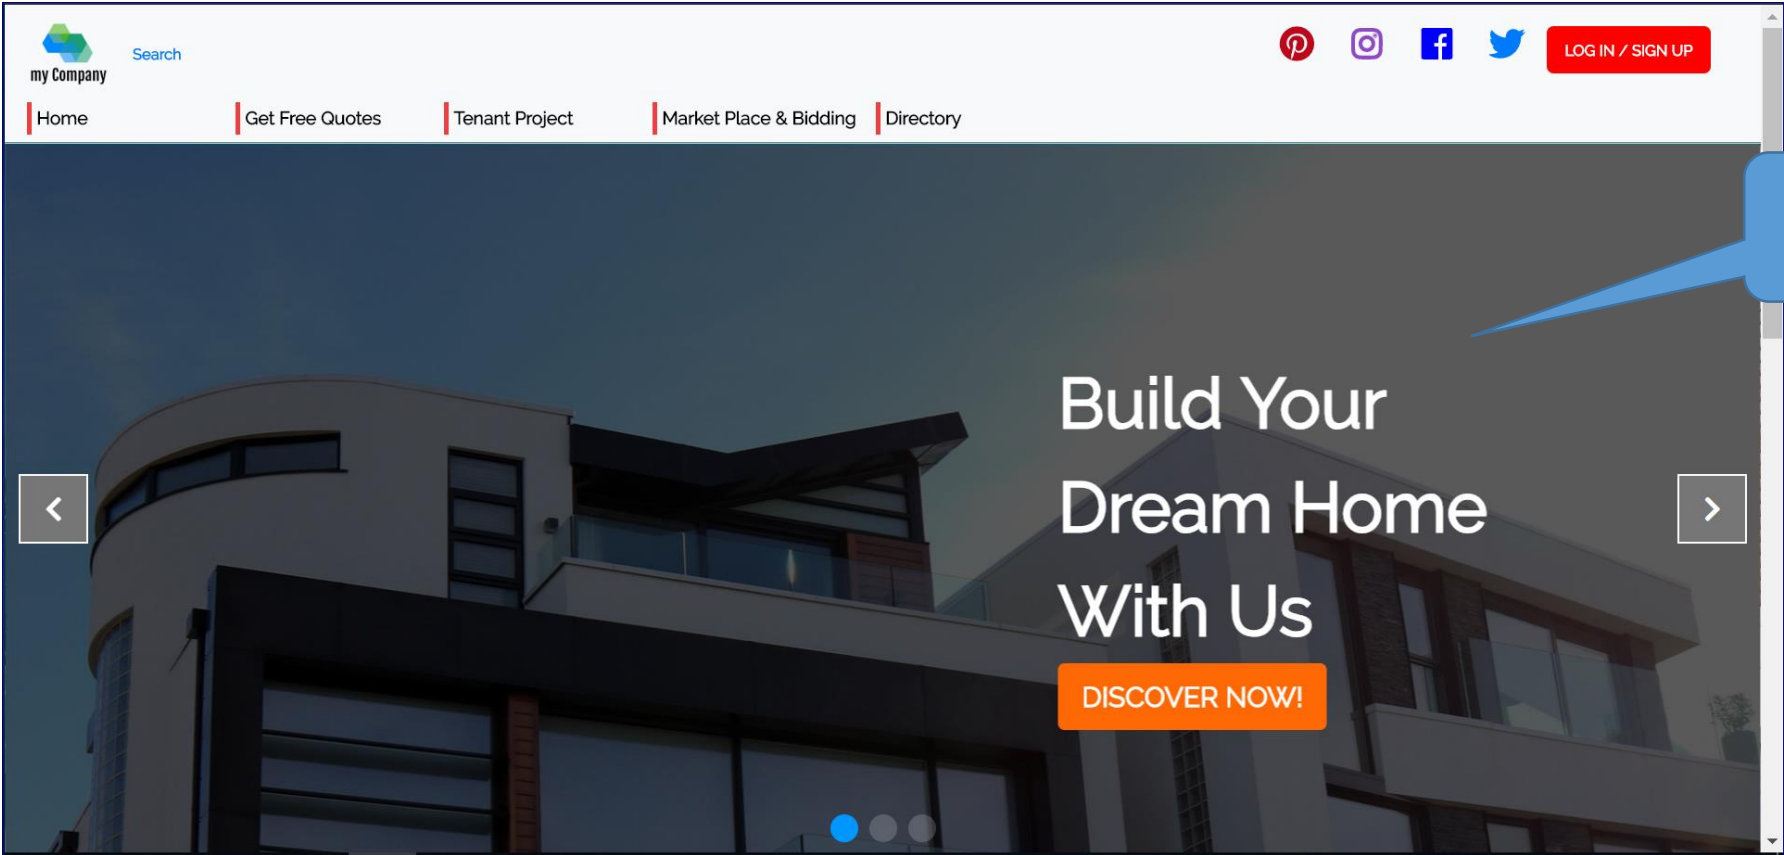 my Company
Search
LOG IN / SIGN UP
Home
Get Free Quotes
Tenant Project
Market Place & Bidding
Directory
Build Your
Dream Home
With Us
DISCOVER NOW!